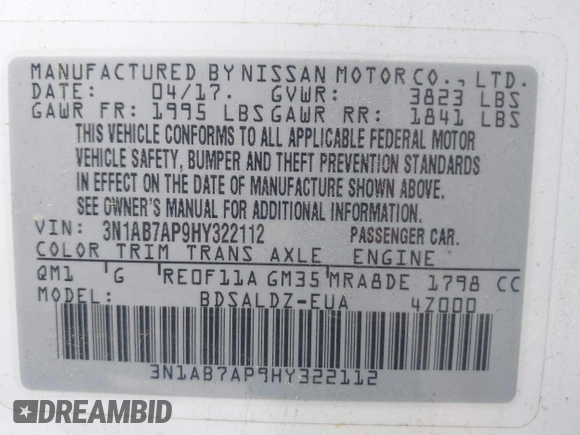 MANUFACTURED BY NISSAN MOTOR CO., LTD.
DATE: 04/17. GVWR: 3823 LBS
GAWR FR: 1995 LBS GAWR RR: 1841 LBS
THIS VEHICLE CONFORMS TO ALL APPLICABLE FEDERAL MOTOR
VEHICLE SAFETY, BUMPER AND THEFT PREVENTION STANDARDS
IN EFFECT ON THE DATE OF MANUFACTURE SHOWN ABOVE.
SEE OWNER'S MANUAL FOR ADDITIONAL INFORMATION
VIN: 3N1AB7AP9HY322112 PASSENGER CAR.
COLOR TRIM TRANS AXLE ENGINE
QM1 G RE0F11A GM35 MRA8DE 1798 CC
MODEL: BDSALDZ-EUA 4Z000
3N1AB7AP9HY322112
DREAMBID